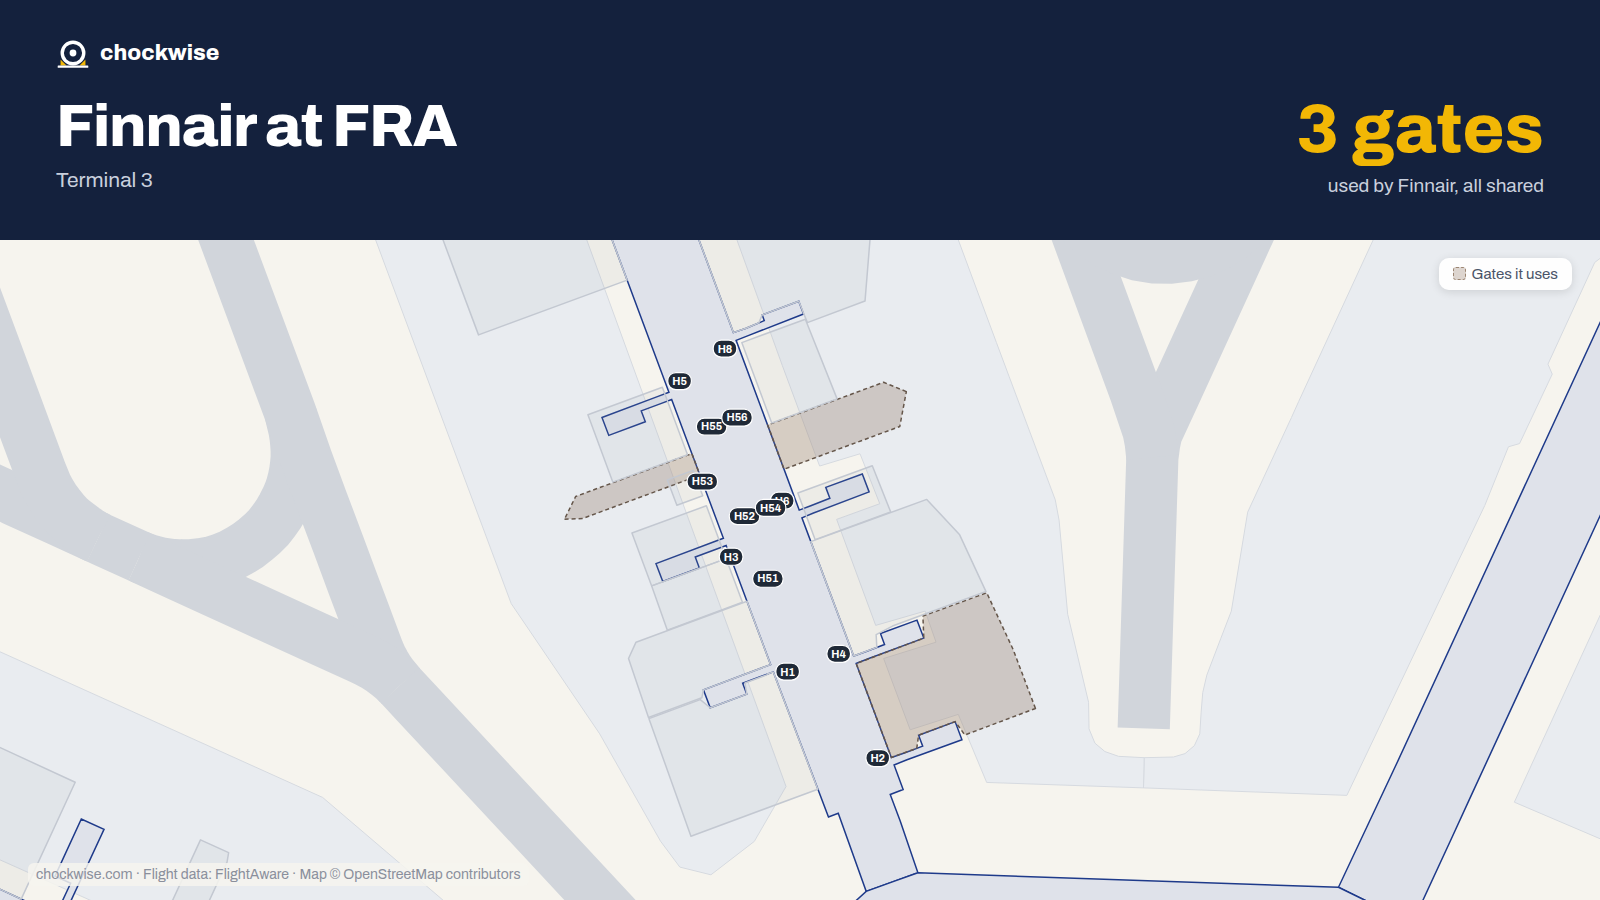 chockwise
Finnair at FRA
Terminal 3
3 gates
used by Finnair, all shared
Gates it uses
H8
H5
H56
H55
H53
H6
H54
H52
H3
H51
H4
H1
H2
chockwise.com · Flight data: FlightAware · Map © OpenStreetMap contributors